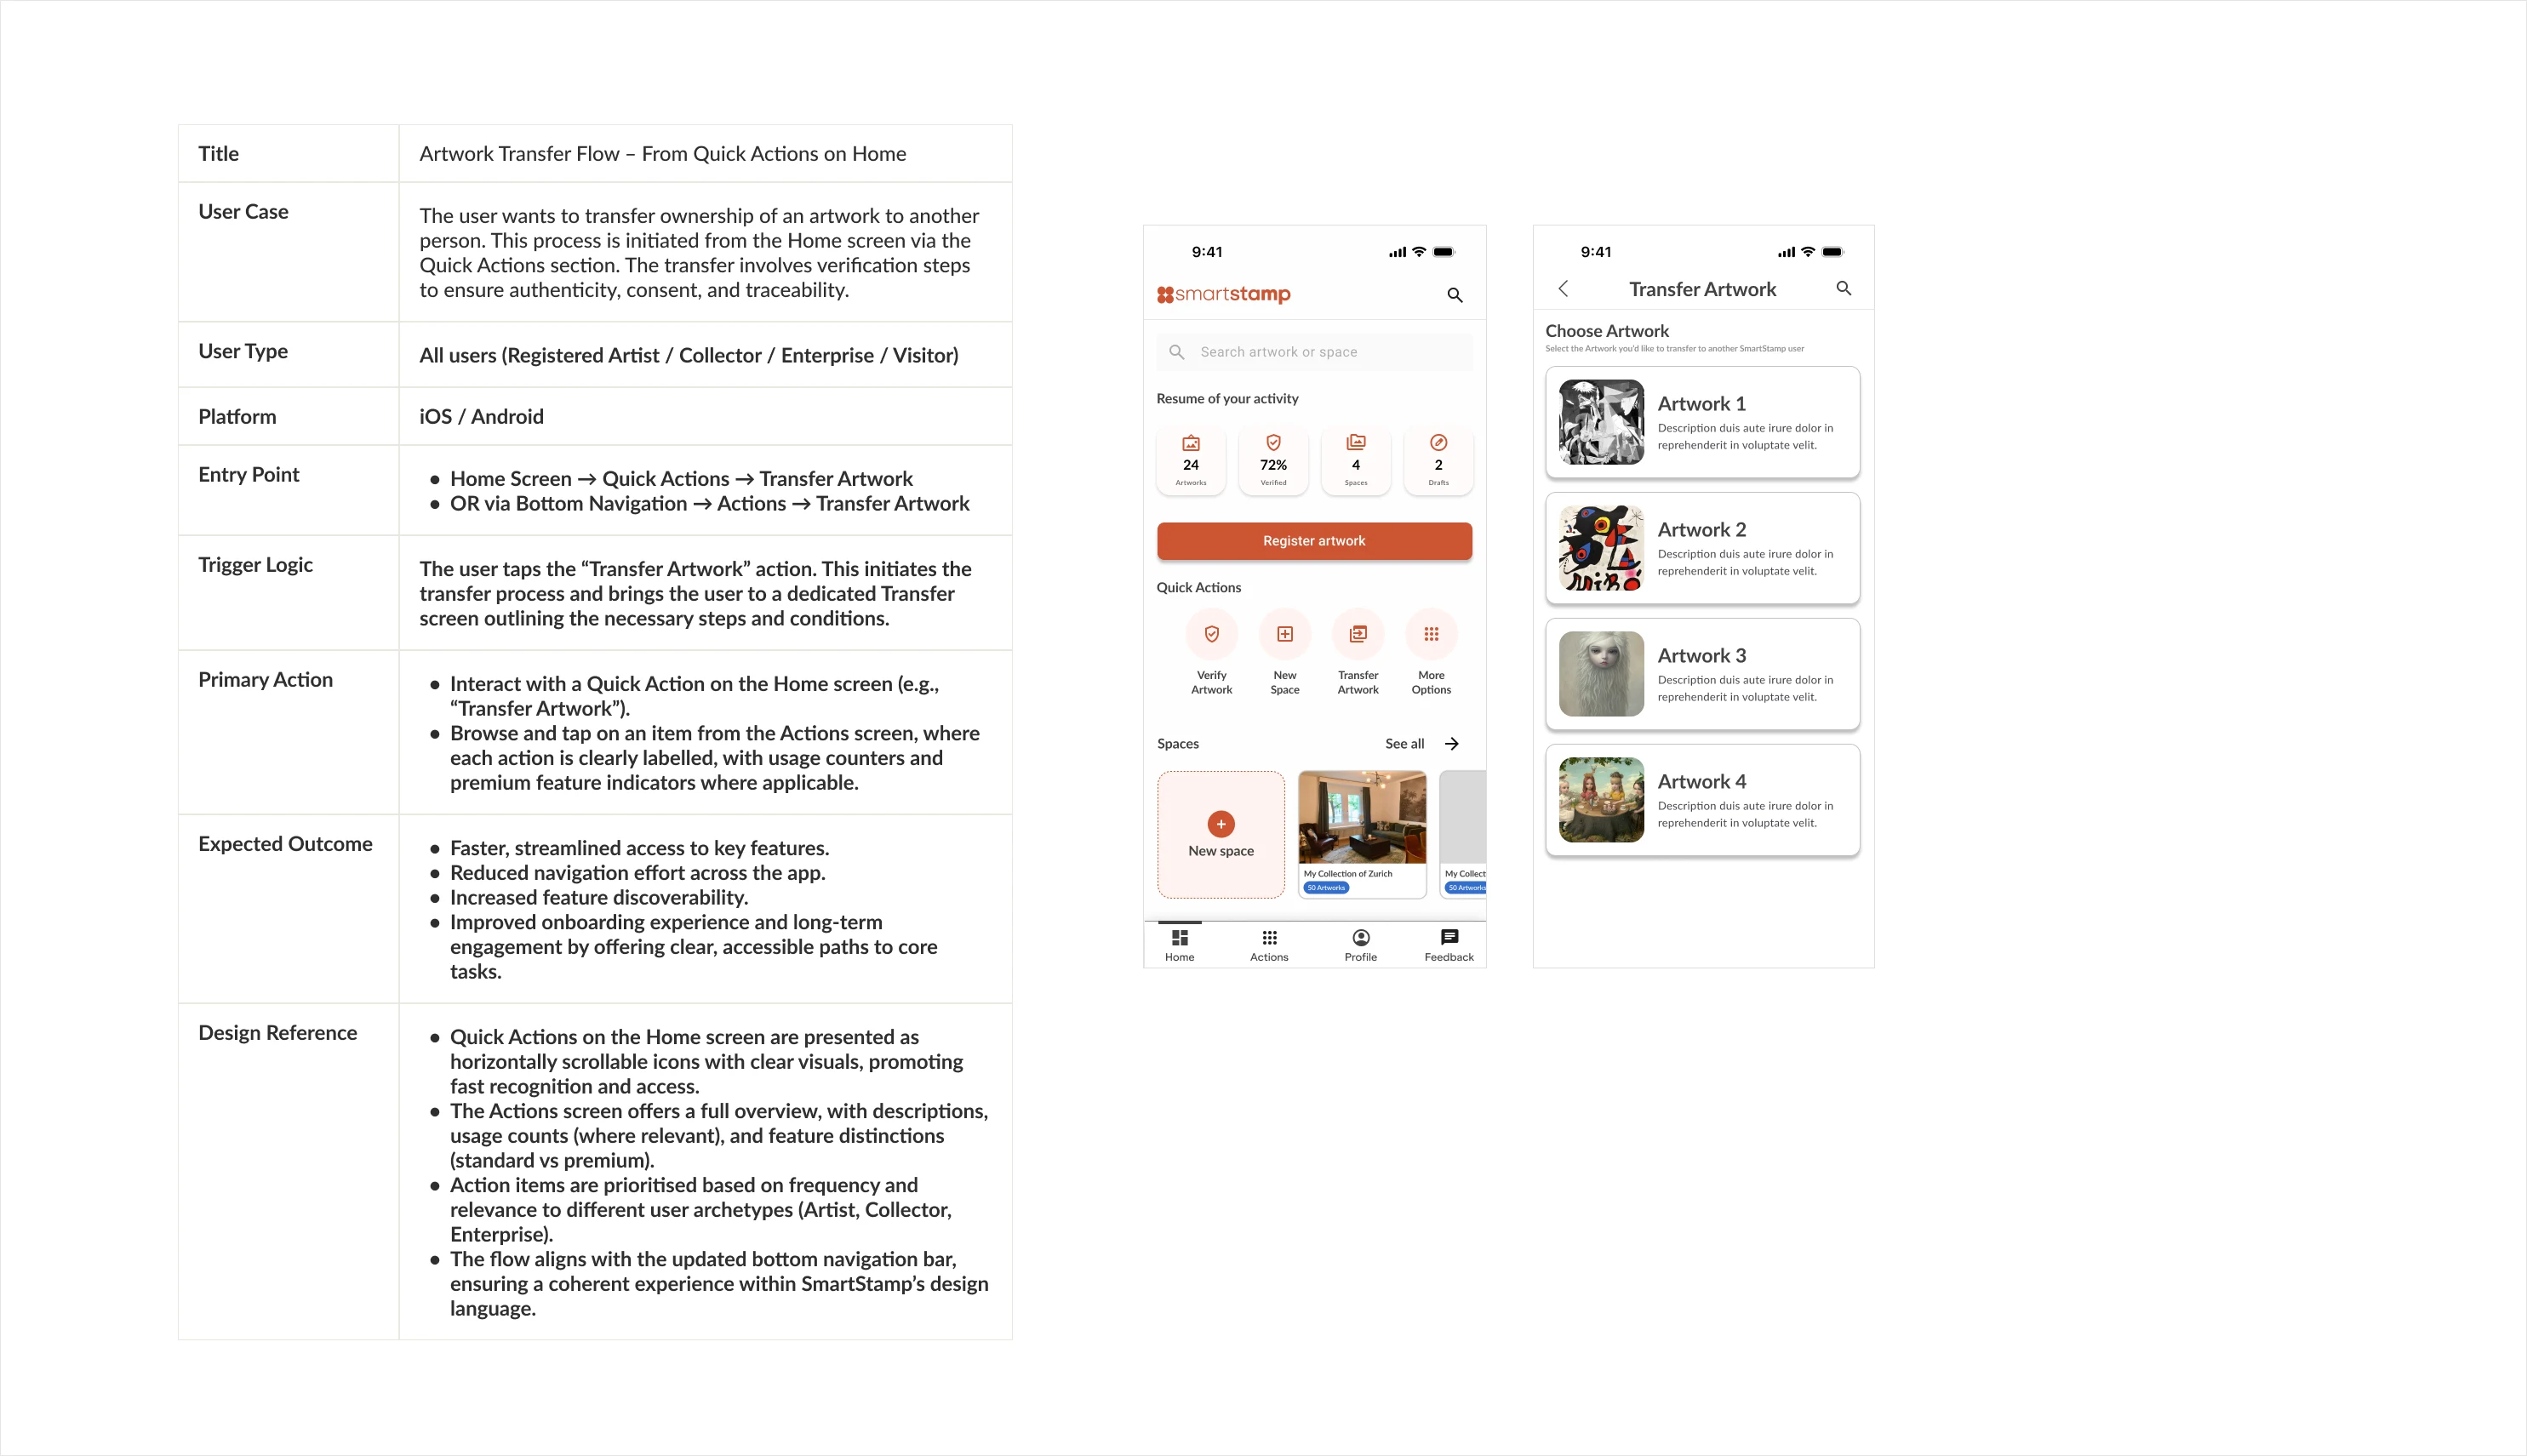 Title
Artwork Transfer Flow – From Quick Actions on Home
User Case
The user wants to transfer ownership of an artwork to another
person. This process is initiated from the Home screen via the
Quick Actions section. The transfer involves verification steps
to ensure authenticity, consent, and traceability.
User Type
All users (Registered Artist / Collector / Enterprise / Visitor)
Platform
iOS / Android
Entry Point
● Home Screen → Quick Actions → Transfer Artwork
● OR via Bottom Navigation → Actions → Transfer Artwork
Trigger Logic
The user taps the “Transfer Artwork” action. This initiates the
transfer process and brings the user to a dedicated Transfer
screen outlining the necessary steps and conditions.
Primary Action
● Interact with a Quick Action on the Home screen (e.g.,
“Transfer Artwork”).
● Browse and tap on an item from the Actions screen, where
each action is clearly labelled, with usage counters and
premium feature indicators where applicable.
Expected Outcome
● Faster, streamlined access to key features.
● Reduced navigation effort across the app.
● Increased feature discoverability.
● Improved onboarding experience and long-term
engagement by offering clear, accessible paths to core
tasks.
Design Reference
● Quick Actions on the Home screen are presented as
horizontally scrollable icons with clear visuals, promoting
fast recognition and access.
● The Actions screen offers a full overview, with descriptions,
usage counts (where relevant), and feature distinctions
(standard vs premium).
● Action items are prioritised based on frequency and
relevance to different user archetypes (Artist, Collector,
Enterprise).
● The flow aligns with the updated bottom navigation bar,
ensuring a coherent experience within SmartStamp’s design
language.
9:41
smartstamp
Search artwork or space
Resume of your activity
24 72% 4 2
Artworks Verified Spaces Drafts
Register artwork
Quick Actions
Verify New Transfer More
Artwork Space Artwork Options
Spaces See all →
New space
My Collection of Zurich My Collect
50 Artworks 50 Artworks
Home Actions Profile Feedback
9:41
Transfer Artwork
Choose Artwork
Select the Artwork you'd like to transfer to another SmartStamp user
Artwork 1
Description duis aute irure dolor in
reprehenderit in voluptate velit.
Artwork 2
Description duis aute irure dolor in
reprehenderit in voluptate velit.
MiRó
Artwork 3
Description duis aute irure dolor in
reprehenderit in voluptate velit.
Artwork 4
Description duis aute irure dolor in
reprehenderit in voluptate velit.